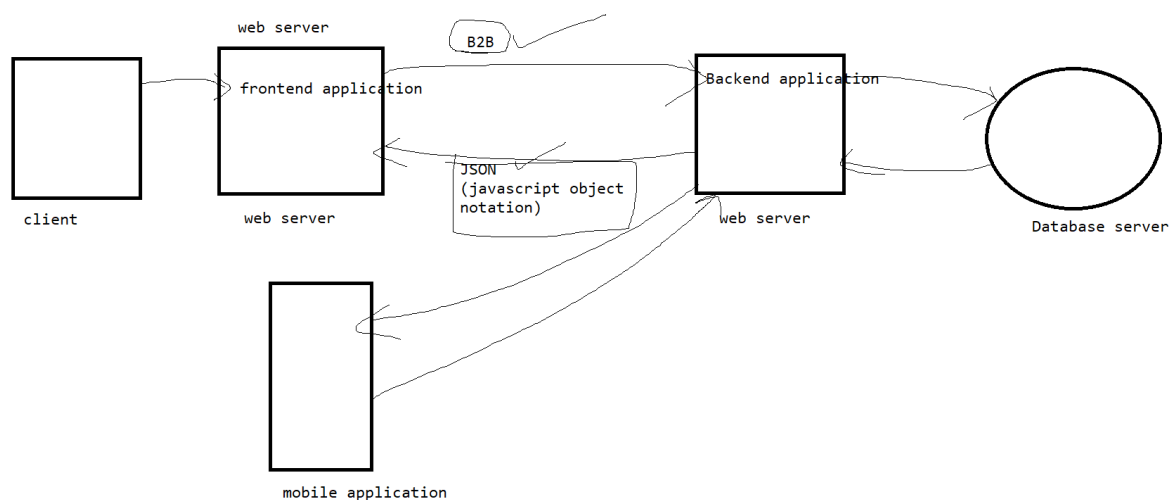 web server
B2B
frontend application
Backend application
JSON
(javascript object
notation)
client
web server
web server
Database server
mobile application